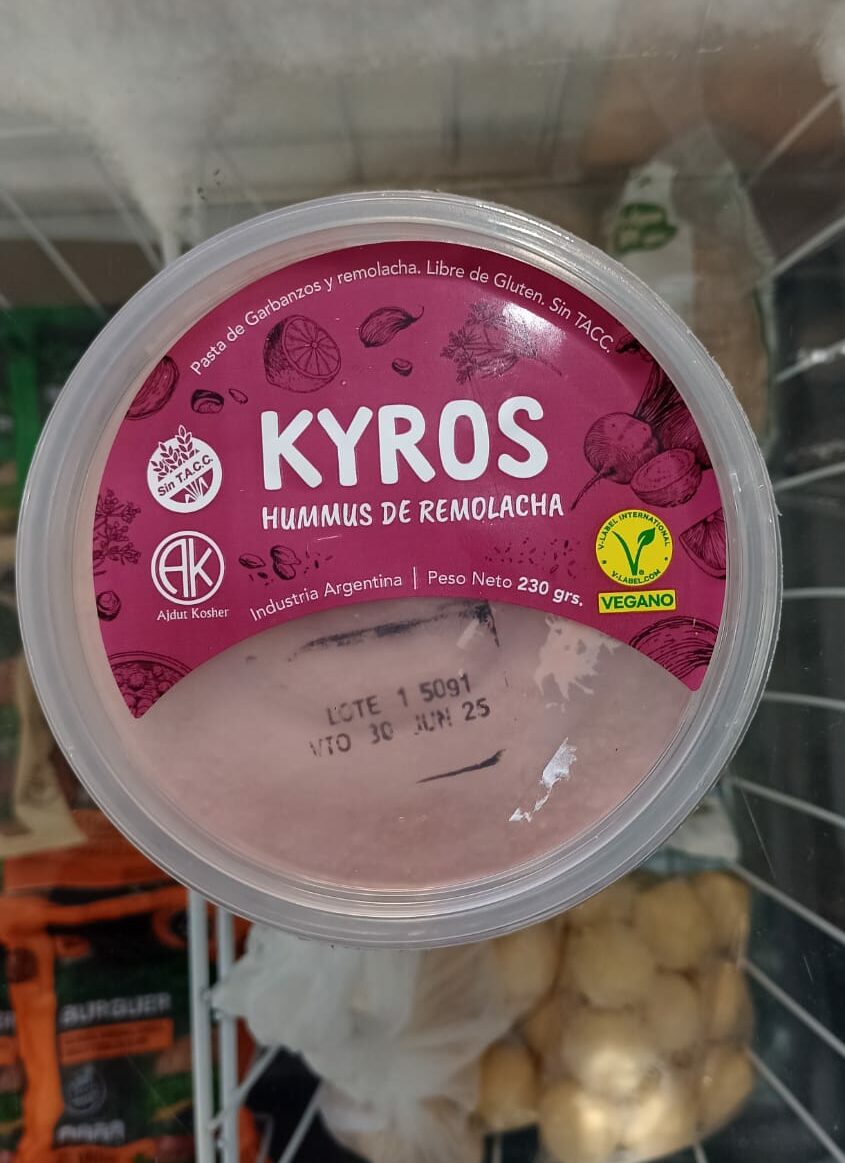 Pasta de Garbanzos y remolacha. Libre de Gluten. Sin TACC.
KYROS
HUMMUS DE REMOLACHA
Sin T.A.C.C.
AK
Ajdut Kosher
Industria Argentina | Peso Neto 230 grs.
V-LABEL INTERNATIONAL
V-LABEL.COM
VEGANO
LOTE 1 5091
VTO 30 JUN 25
BURGUER